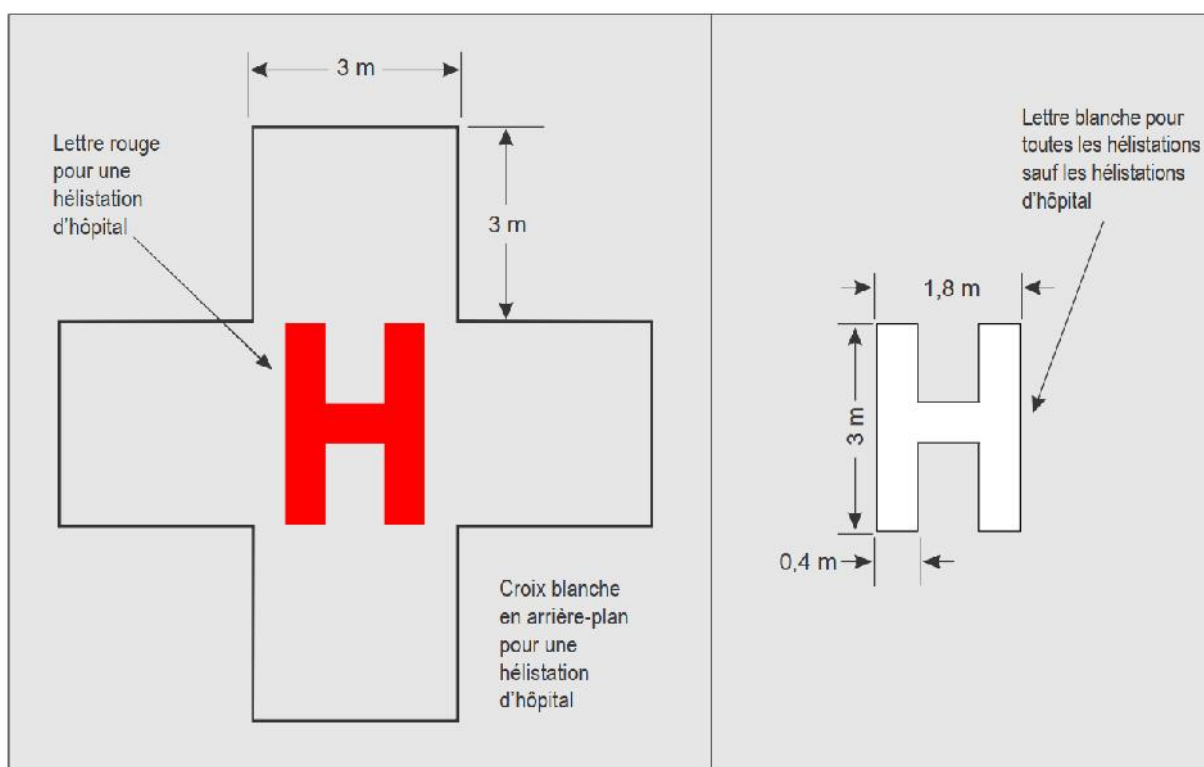 3 m
Lettre rouge
pour une
hélistation
d'hôpital
3 m
H
Croix blanche
en arrière-plan
pour une
hélistation
d'hôpital
Lettre blanche pour
toutes les hélistations
sauf les hélistations
d'hôpital
1,8 m
3 m
H
0,4 m